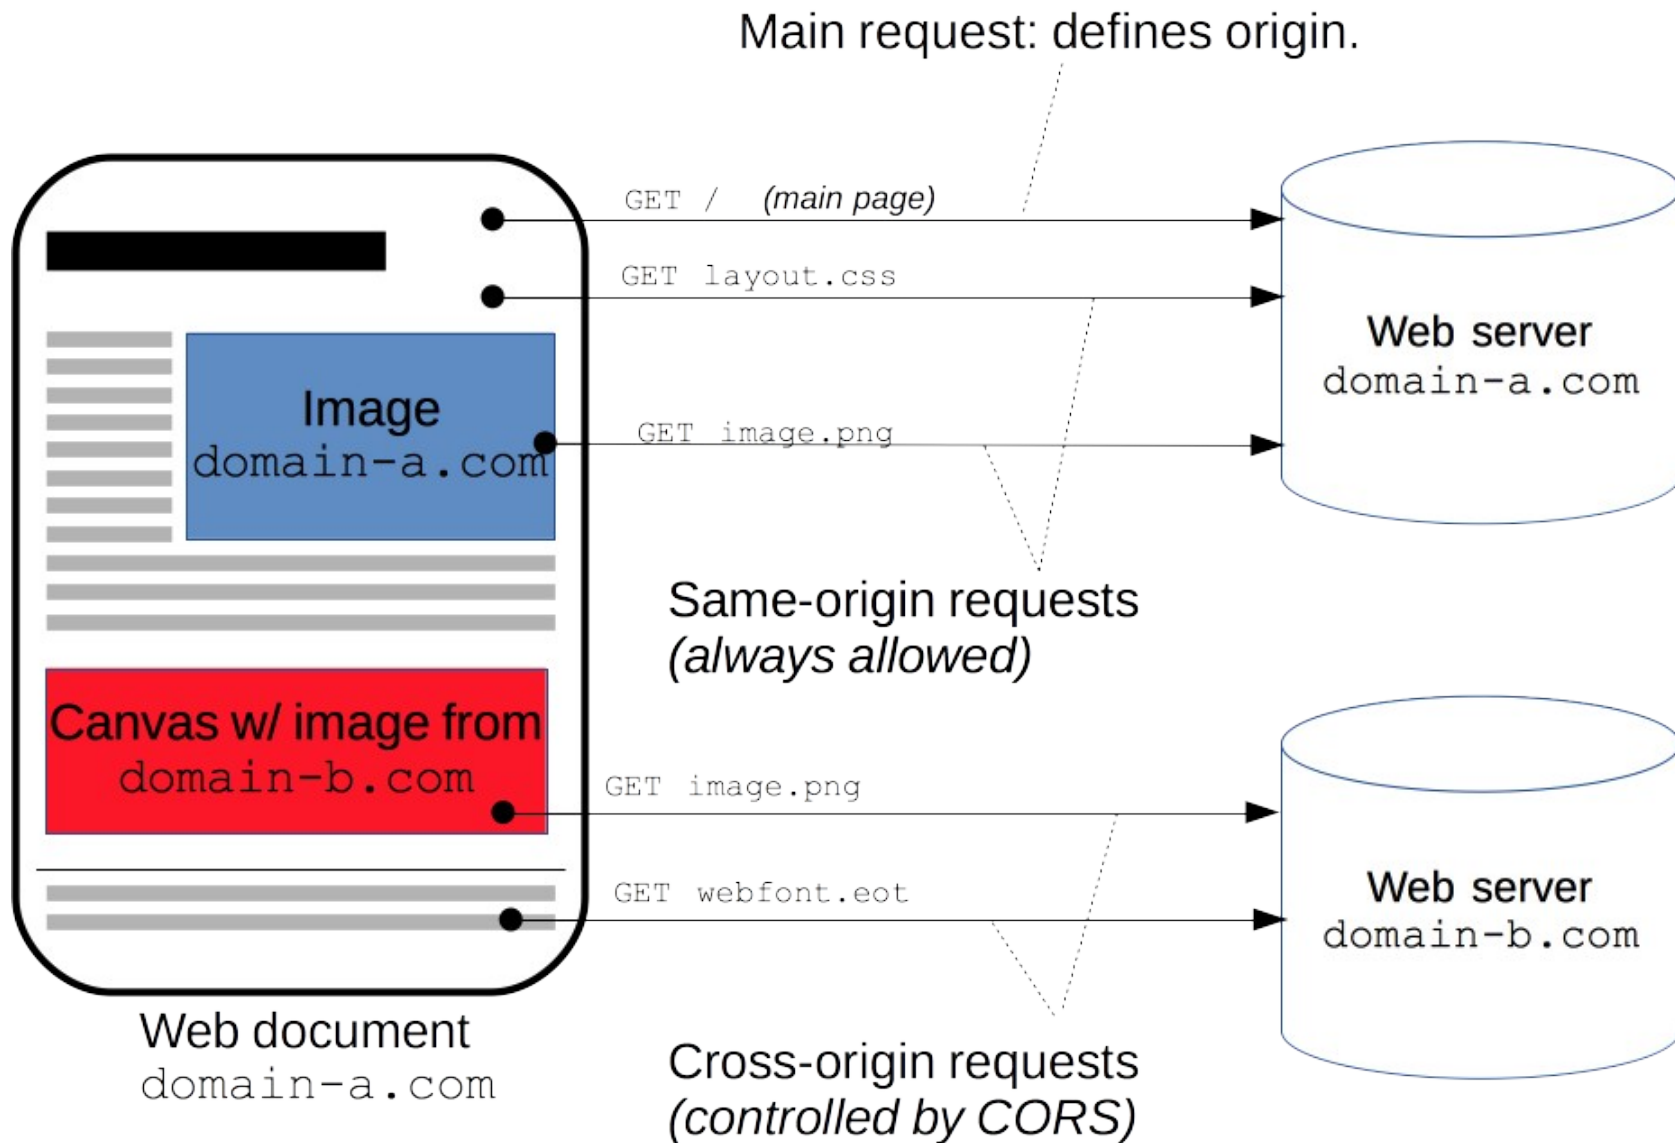 Main request: defines origin.
GET / (main page)
GET layout.css
Image
domain-a.com
GET image.png
Web server
domain-a.com
Same-origin requests
(always allowed)
Canvas w/ image from
domain-b.com
GET image.png
GET webfont.eot
Web server
domain-b.com
Web document
domain-a.com
Cross-origin requests
(controlled by CORS)